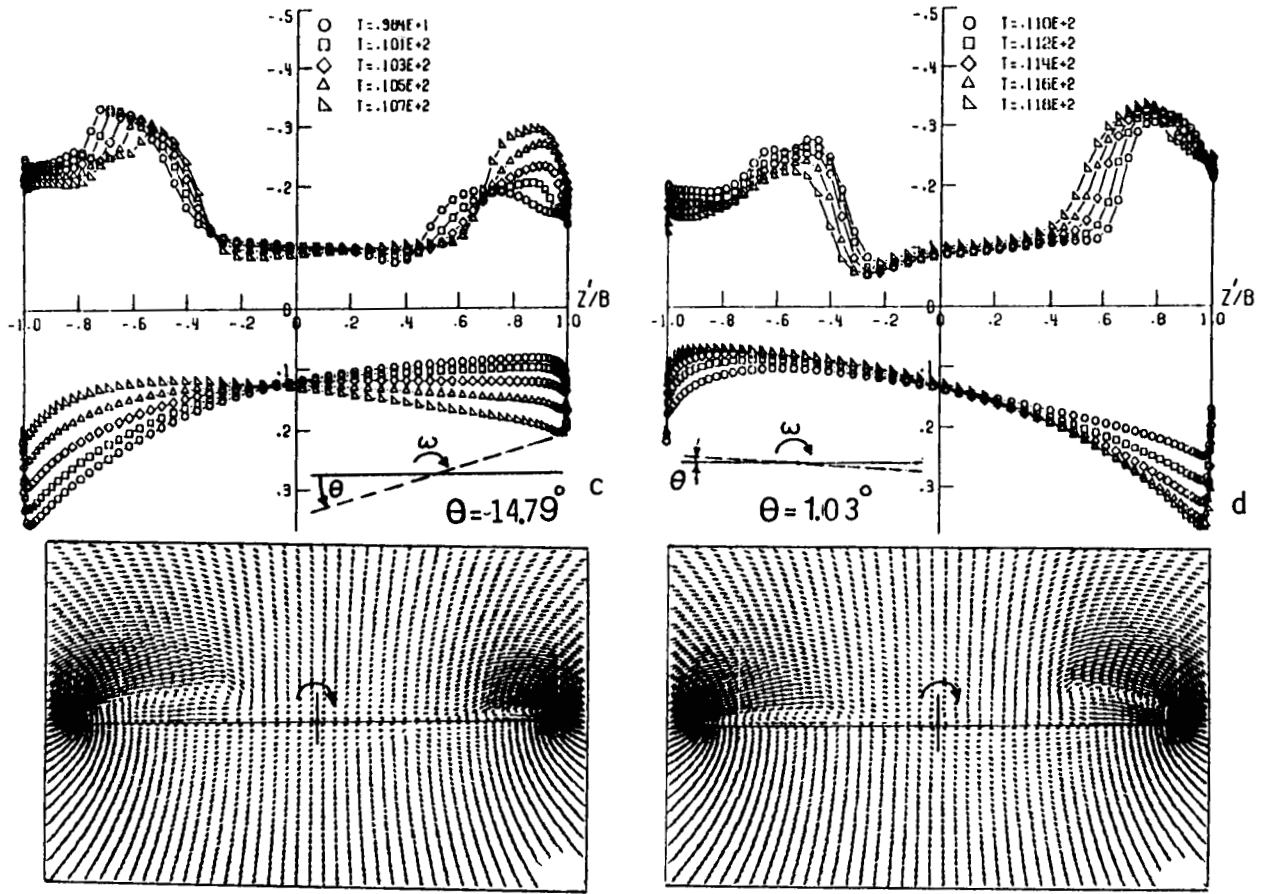 -.5
-.4
-.3
-.2
-.1
0
.1
.2
.3
-1.0 -.8 -.6 -.4 -.2 0 .2 .4 .6 .8 1.0
Z'/B
T=.984E+1
T=.101E+2
T=.103E+2
T=.105E+2
T=.107E+2
ω
θ
θ=-14.79°
c
-.5
-.4
-.3
-.2
-.1
0
.1
.2
.3
-1.0 -.8 -.6 -.4 -.2 0 .2 .4 .6 .8 1.0
Z'/B
T=.110E+2
T=.112E+2
T=.114E+2
T=.116E+2
T=.118E+2
ω
θ
θ=1.03°
d